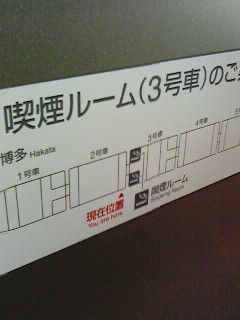 喫煙ルーム(3号車)のご
博多 Hakata
1号車
2号車
3号車
4号車
現在位置
You are here
喫煙ルーム
Smoking Room